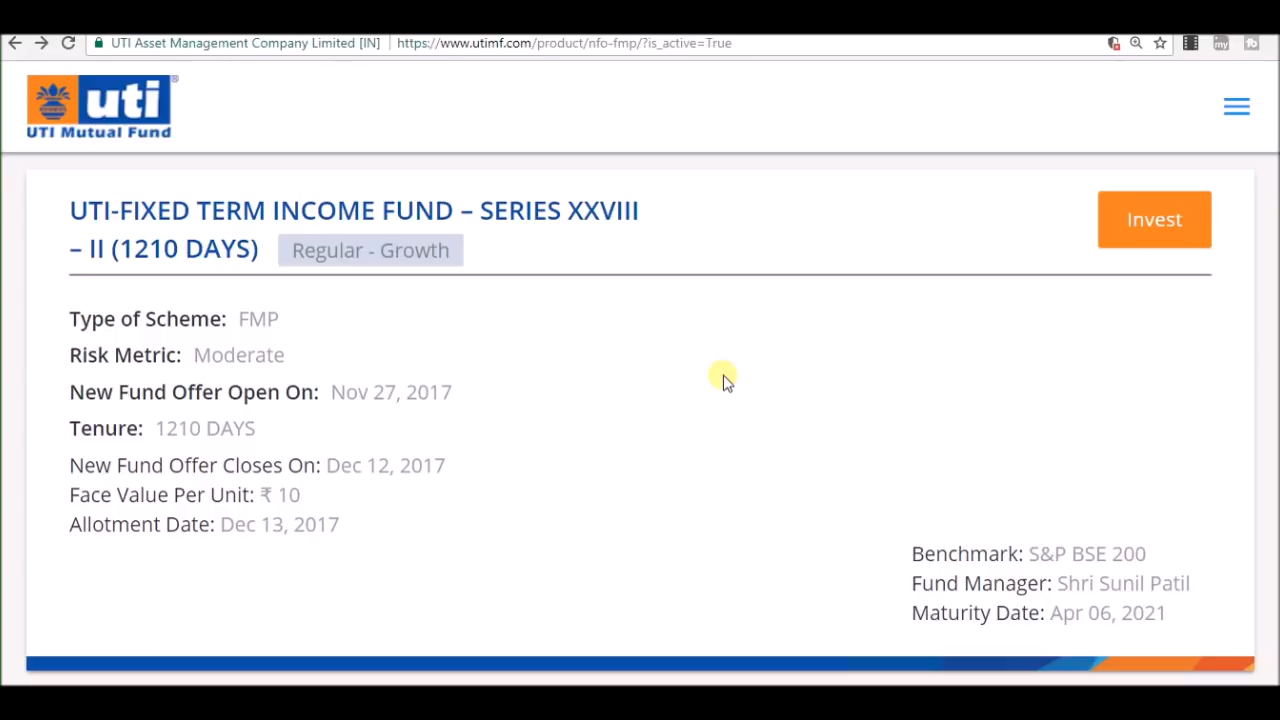 UTI Asset Management Company Limited [IN] https://www.utimf.com/product/nfo-fmp/?is_active=True
my
fb
uti®
UTI Mutual Fund
UTI-FIXED TERM INCOME FUND – SERIES XXVIII
– II (1210 DAYS) Regular - Growth
Invest
Type of Scheme: FMP
Risk Metric: Moderate
New Fund Offer Open On: Nov 27, 2017
Tenure: 1210 DAYS
New Fund Offer Closes On: Dec 12, 2017
Face Value Per Unit: ₹ 10
Allotment Date: Dec 13, 2017
Benchmark: S&P BSE 200
Fund Manager: Shri Sunil Patil
Maturity Date: Apr 06, 2021